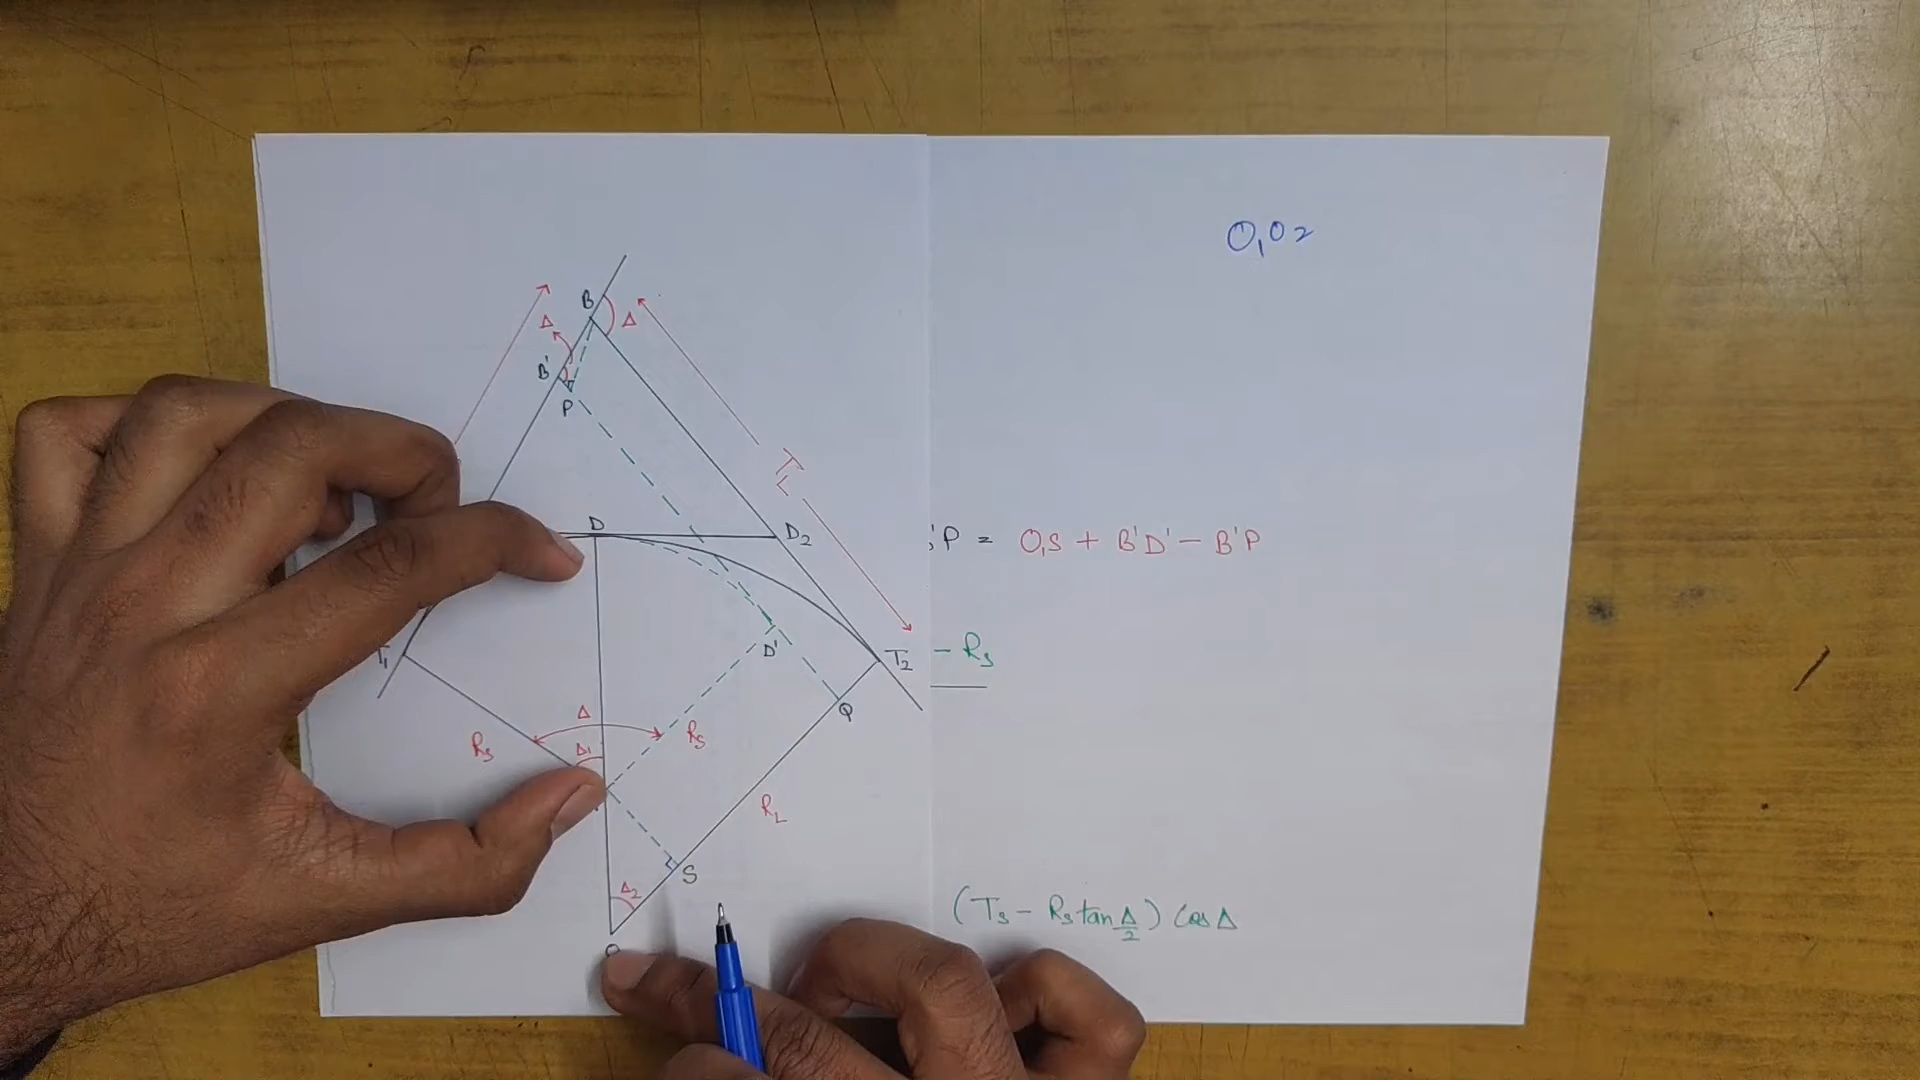 O₁O₂
B
Δ
Δ
B'
P
T_L
D
D₂
'P = O₁S + B'D' - B'P
D'
T₁
T₂
- R_s
Q
Δ
R_s
R_s
Δ₁
R_L
S
Δ₂
(T_s - R_s tan Δ/2) Cos Δ